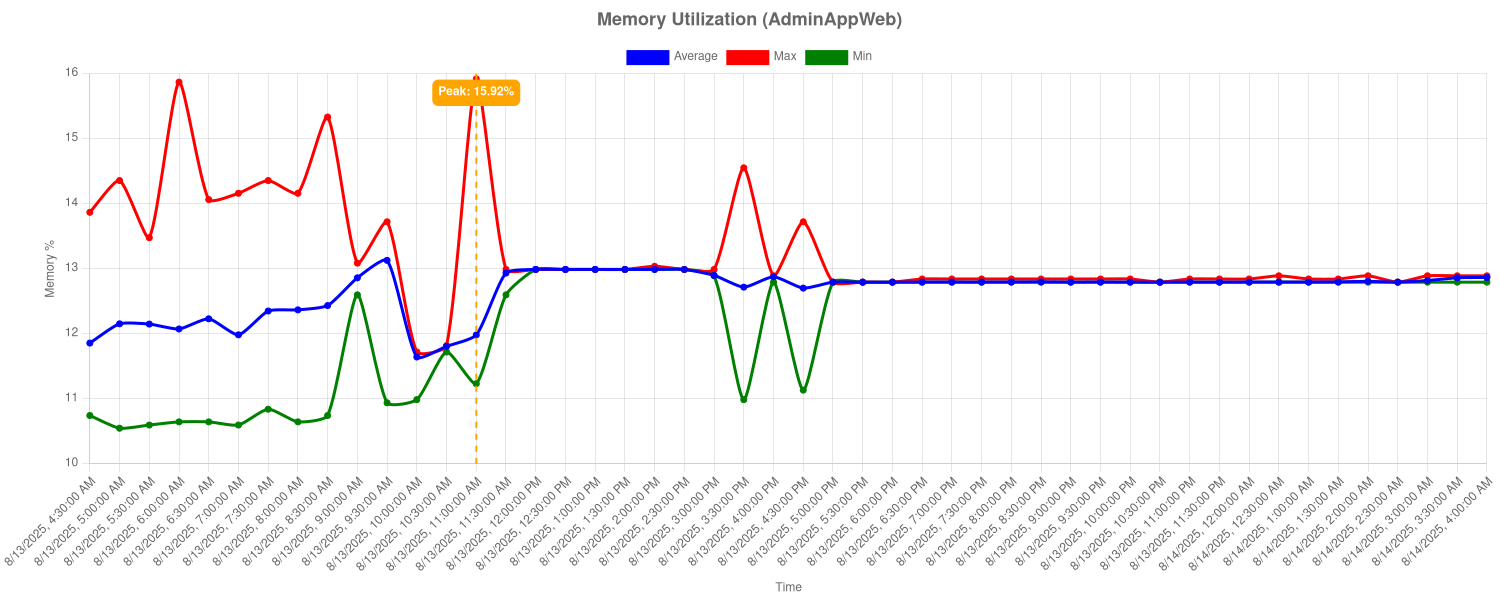 Memory Utilization (AdminAppWeb)
Average Max Min
16
15
14
13
12
11
10
Memory %
Peak: 15.92%
8/13/2025, 4:30:00 AM
8/13/2025, 5:00:00 AM
8/13/2025, 5:30:00 AM
8/13/2025, 6:00:00 AM
8/13/2025, 6:30:00 AM
8/13/2025, 7:00:00 AM
8/13/2025, 7:30:00 AM
8/13/2025, 8:00:00 AM
8/13/2025, 8:30:00 AM
8/13/2025, 9:00:00 AM
8/13/2025, 9:30:00 AM
8/13/2025, 10:00:00 AM
8/13/2025, 10:30:00 AM
8/13/2025, 11:00:00 AM
8/13/2025, 11:30:00 AM
8/13/2025, 12:00:00 PM
8/13/2025, 12:30:00 PM
8/13/2025, 1:00:00 PM
8/13/2025, 1:30:00 PM
8/13/2025, 2:00:00 PM
8/13/2025, 2:30:00 PM
8/13/2025, 3:00:00 PM
8/13/2025, 3:30:00 PM
8/13/2025, 4:00:00 PM
8/13/2025, 4:30:00 PM
8/13/2025, 5:00:00 PM
8/13/2025, 5:30:00 PM
8/13/2025, 6:00:00 PM
8/13/2025, 6:30:00 PM
8/13/2025, 7:00:00 PM
8/13/2025, 7:30:00 PM
8/13/2025, 8:00:00 PM
8/13/2025, 8:30:00 PM
8/13/2025, 9:00:00 PM
8/13/2025, 9:30:00 PM
8/13/2025, 10:00:00 PM
8/13/2025, 10:30:00 PM
8/13/2025, 11:00:00 PM
8/13/2025, 11:30:00 PM
8/14/2025, 12:00:00 AM
8/14/2025, 12:30:00 AM
8/14/2025, 1:00:00 AM
8/14/2025, 1:30:00 AM
8/14/2025, 2:00:00 AM
8/14/2025, 2:30:00 AM
8/14/2025, 3:00:00 AM
8/14/2025, 3:30:00 AM
8/14/2025, 4:00:00 AM
Time